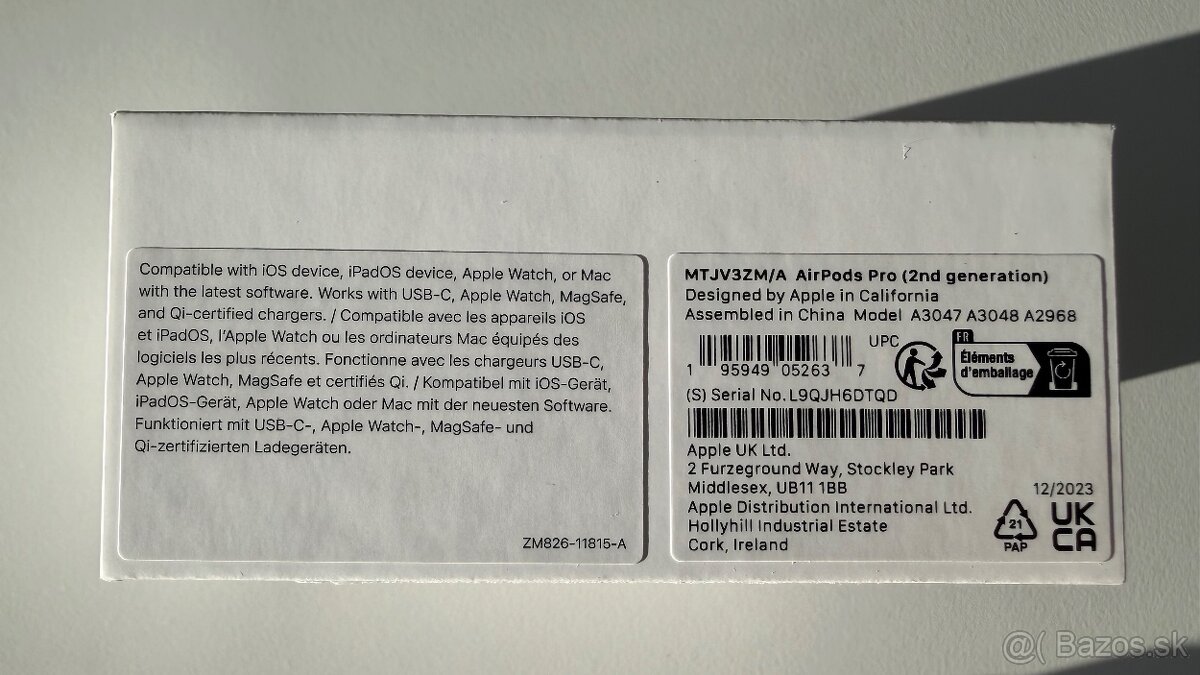 Compatible with iOS device, iPadOS device, Apple Watch, or Mac
with the latest software. Works with USB-C, Apple Watch, MagSafe,
and Qi-certified chargers. / Compatible avec les appareils iOS
et iPadOS, l'Apple Watch ou les ordinateurs Mac équipés des
logiciels les plus récents. Fonctionne avec les chargeurs USB-C,
Apple Watch, MagSafe et certifiés Qi. / Kompatibel mit iOS-Gerät,
iPadOS-Gerät, Apple Watch oder Mac mit der neuesten Software.
Funktioniert mit USB-C-, Apple Watch-, MagSafe- und
Qi-zertifizierten Ladegeräten.
ZM826-11815-A
MTJV3ZM/A AirPods Pro (2nd generation)
Designed by Apple in California
Assembled in China Model A3047 A3048 A2968
UPC
1 95949 05263 7
FR
Éléments
d'emballage
(S) Serial No. L9QJH6DTQD
Apple UK Ltd.
2 Furzeground Way, Stockley Park
Middlesex, UB11 1BB
Apple Distribution International Ltd.
Hollyhill Industrial Estate
Cork, Ireland
12/2023
21
PAP
UK
CA
@( Bazos.sk